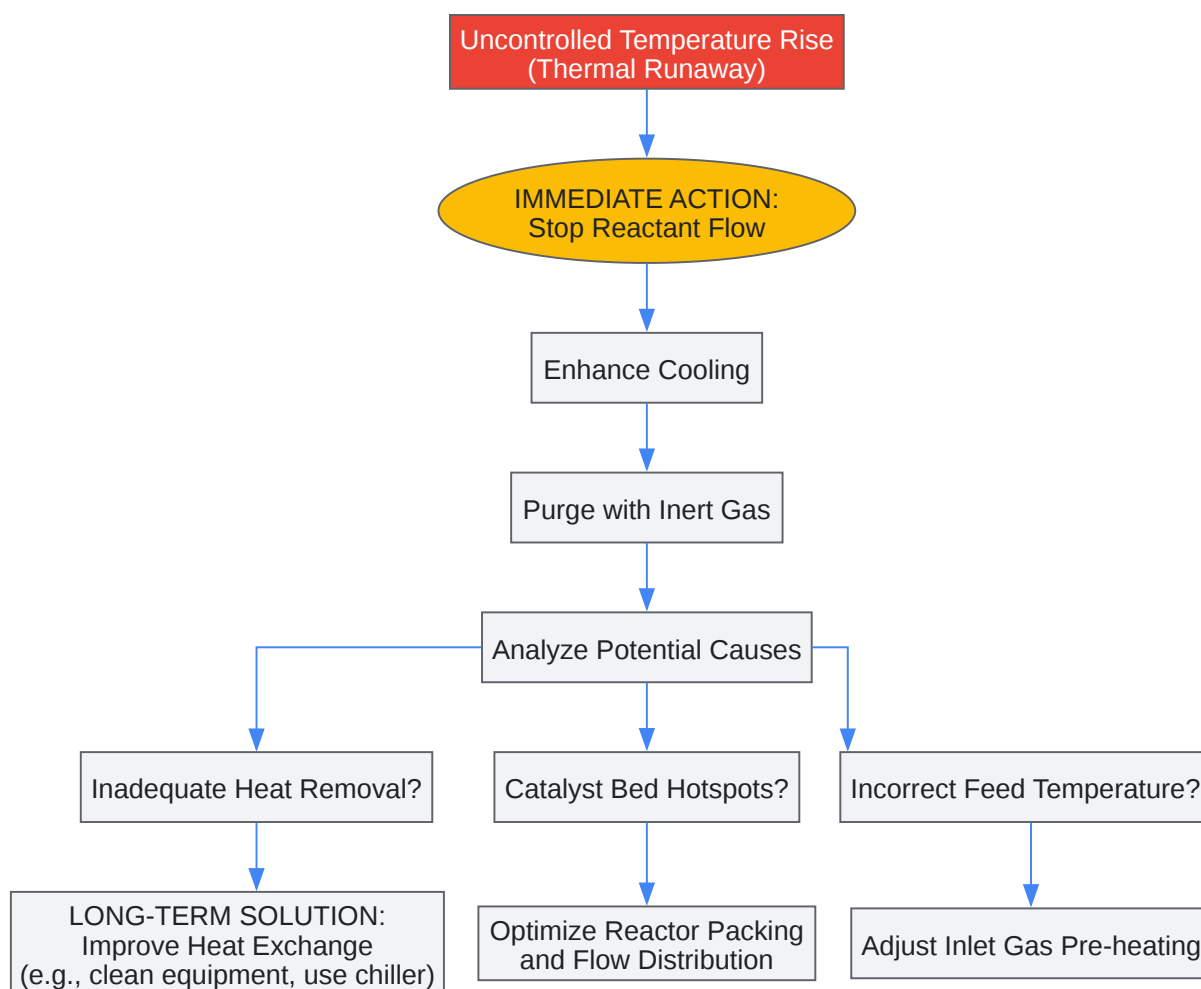 Uncontrolled Temperature Rise
(Thermal Runaway)
IMMEDIATE ACTION:
Stop Reactant Flow
Enhance Cooling
Purge with Inert Gas
Analyze Potential Causes
Inadequate Heat Removal?
Catalyst Bed Hotspots?
Incorrect Feed Temperature?
LONG-TERM SOLUTION:
Improve Heat Exchange
(e.g., clean equipment, use chiller)
Optimize Reactor Packing
and Flow Distribution
Adjust Inlet Gas Pre-heating